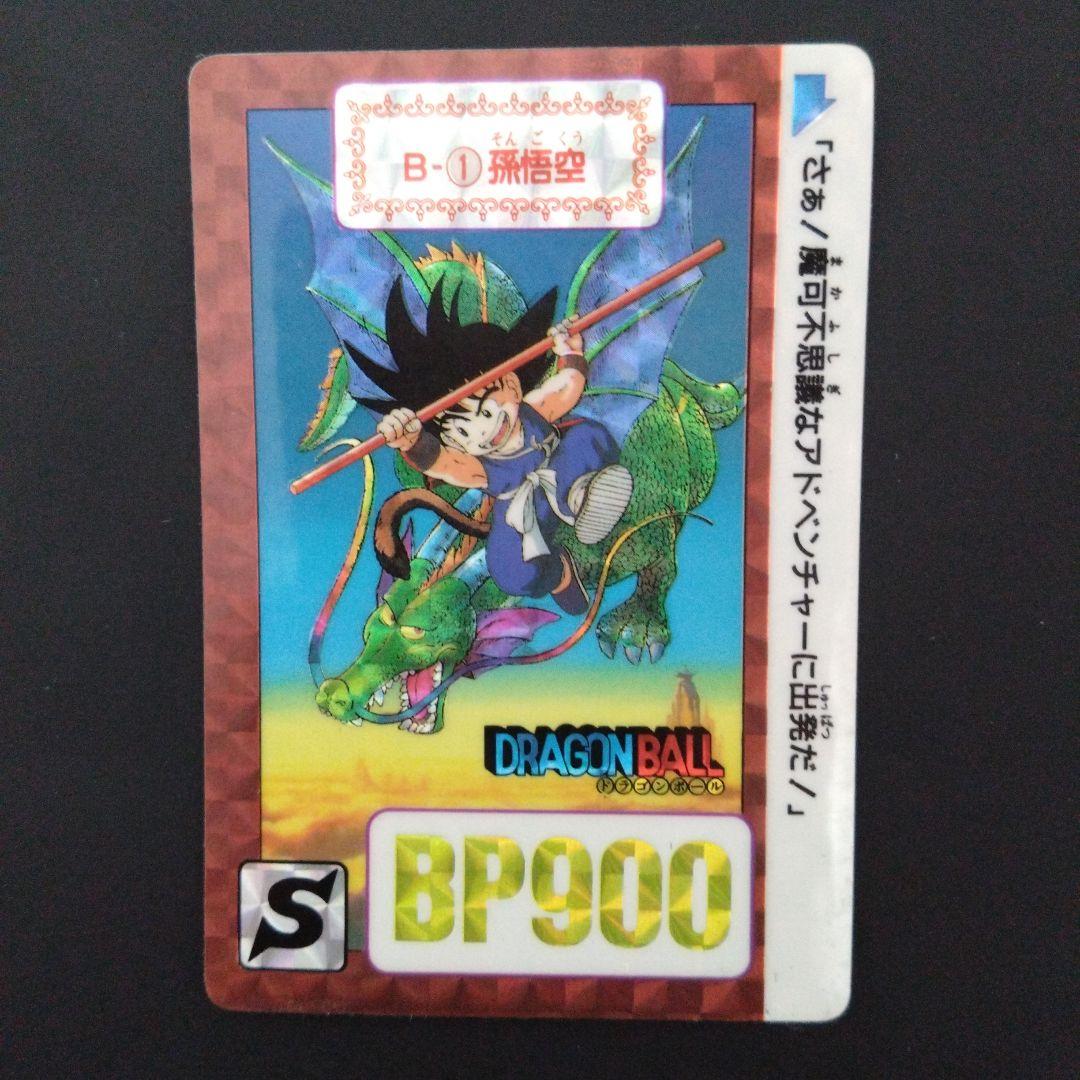 そんごくう
B-①孫悟空
「さぁ!魔可不思議なアドベンチャーに出発だ!」
まかふしぎ
しゅっぱつ
DRAGON BALL
ドラゴンボール
S
BP900